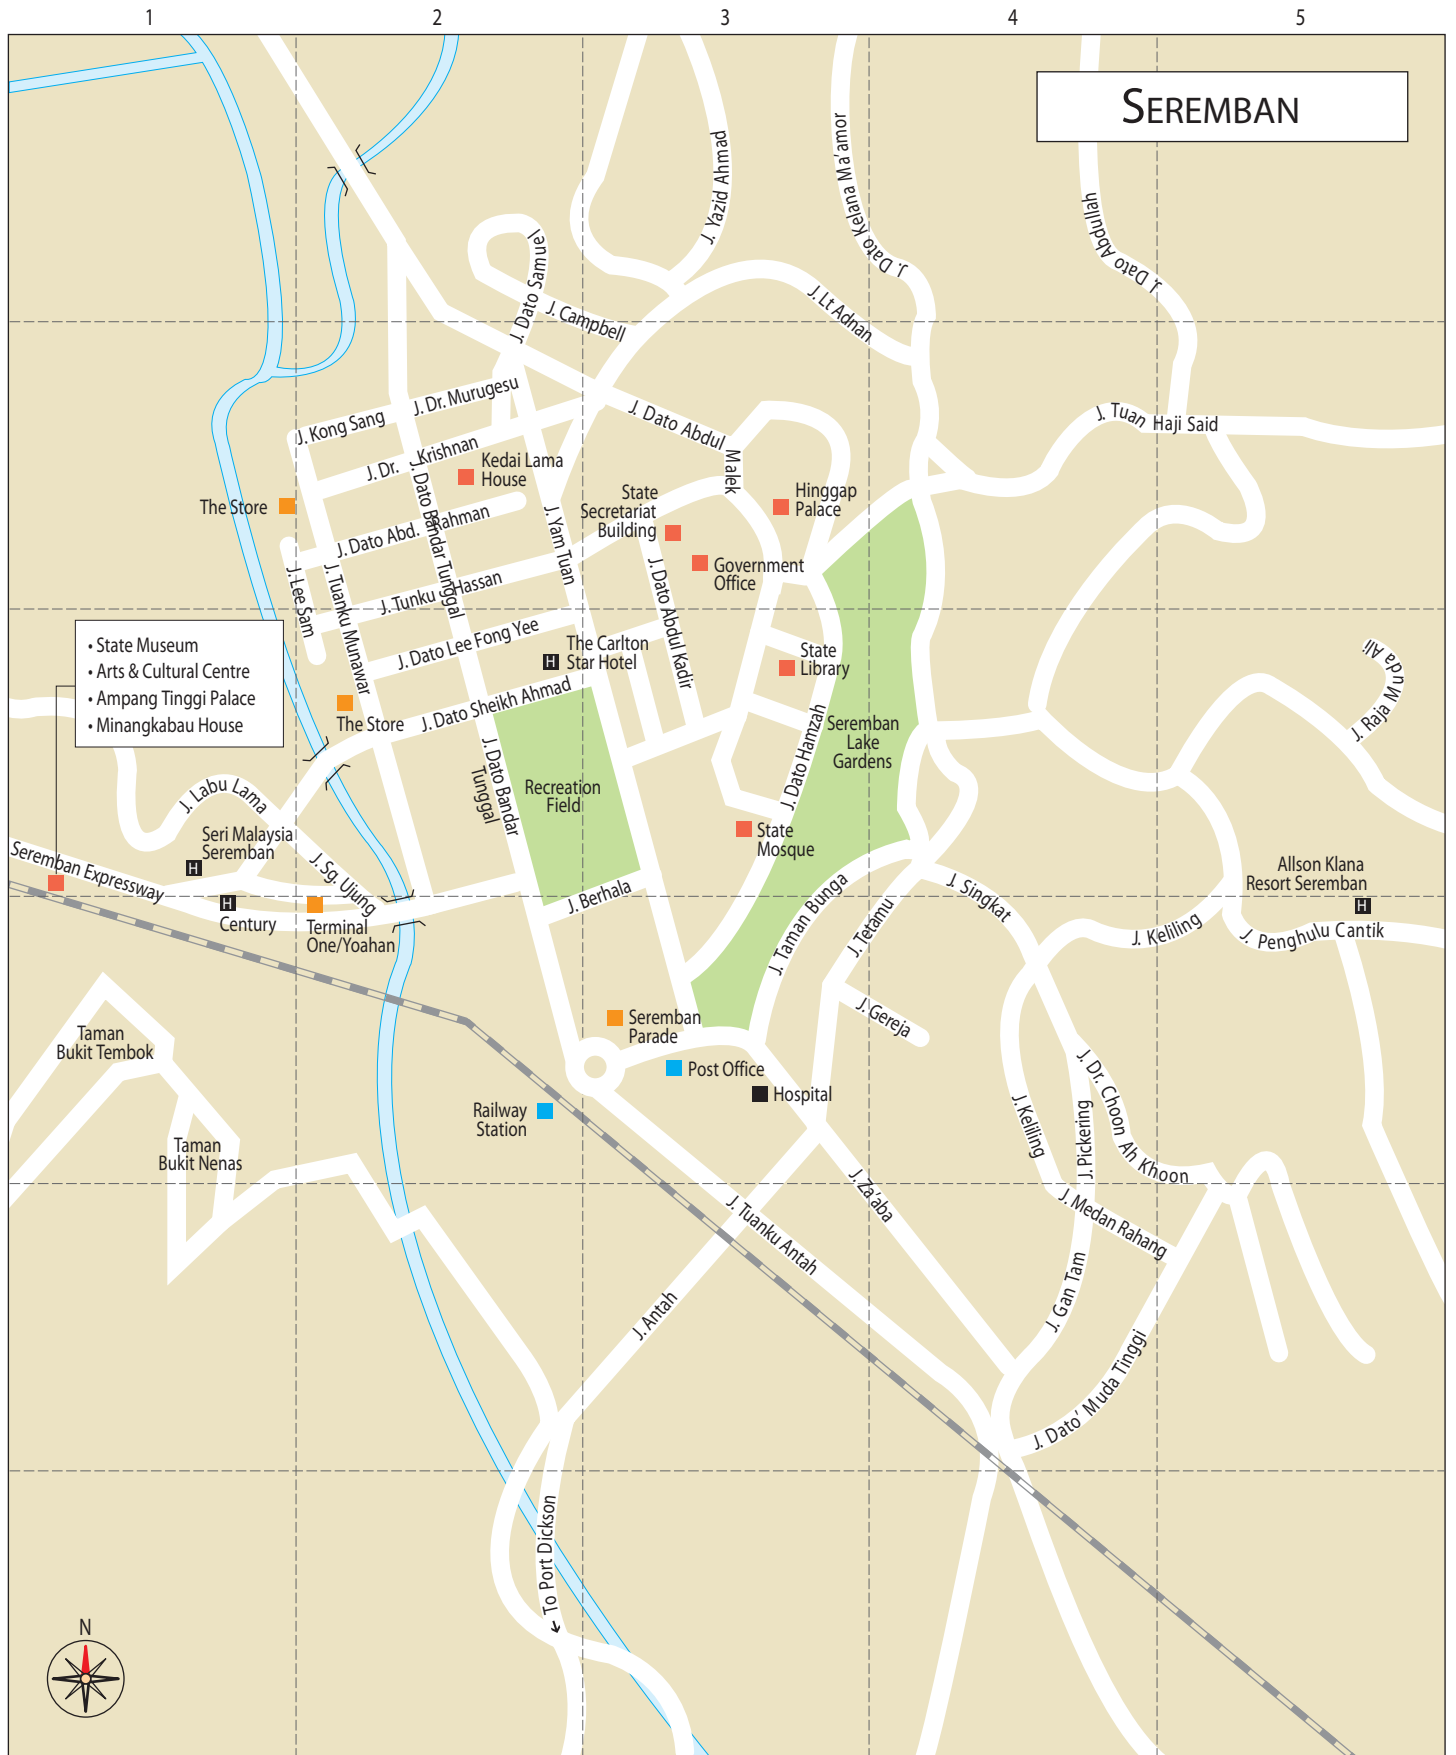 1 2 3 4 5
SEREMBAN
J. Yazid Ahmad
J. Dato Kelana Ma'amor
J. Dato Abdullah
J. Dato Samuel
J. Campbell
J. Lt Adnan
J. Dr. Murugesu
J. Kong Sang
J. Dato Abdul
Malek
J. Tuan Haji Said
J. Dr. Krishnan
Kedai Lama
House
The Store
State
Secretariat
Building
Hinggap
Palace
J. Dato Bandar Tunggal
J. Dato Abd. Rahman
J. Yam Tuan
Government
Office
J. Lee Sam
J. Tuanku Munawar
J. Tunku Hassan
J. Dato Abdul Kadir
• State Museum
• Arts & Cultural Centre
• Ampang Tinggi Palace
• Minangkabau House
J. Dato Lee Fong Yee
The Carlton
Star Hotel
H
State
Library
J. Raja Muda Ali
The Store
J. Dato Sheikh Ahmad
J. Dato Hamzah
Seremban
Lake
Gardens
J. Dato Bandar
Tunggal
Recreation
Field
J. Labu Lama
Seri Malaysia
Seremban
H
State
Mosque
Seremban Expressway
J. Sg. Ujung
J. Berhala
J. Taman Bunga
J. Tetamu
J. Singkat
Allson Klana
Resort Seremban
H
H
Century
Terminal
One/Yoahan
J. Keliling
J. Penghulu Cantik
J. Gereja
Seremban
Parade
Taman
Bukit Tembok
Post Office
Hospital
J. Dr. Choon Ah Khoon
Railway
Station
J. Keliling
J. Pickering
Taman
Bukit Nenas
J. Za'aba
J. Medan Rahang
J. Tuanku Antah
J. Gan Tam
J. Antah
J. Dato' Muda Tinggi
To Port Dickson
N